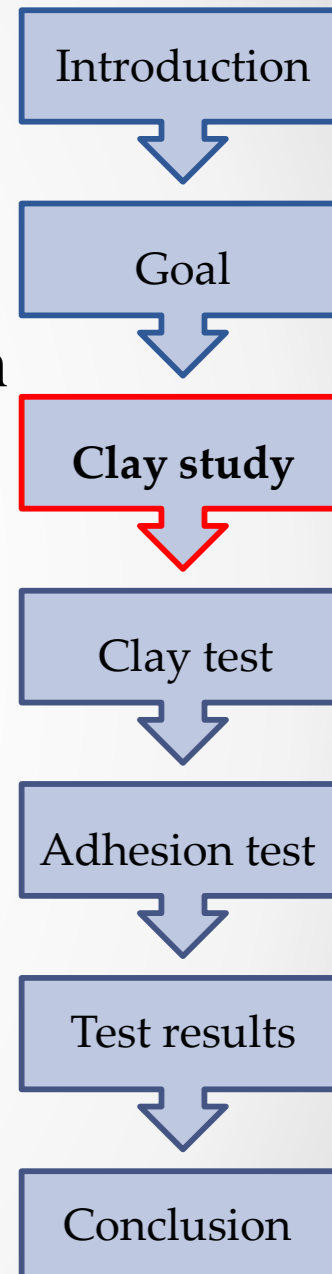 Introduction
Goal
Clay study
Clay test
Adhesion test
Test results
Conclusion